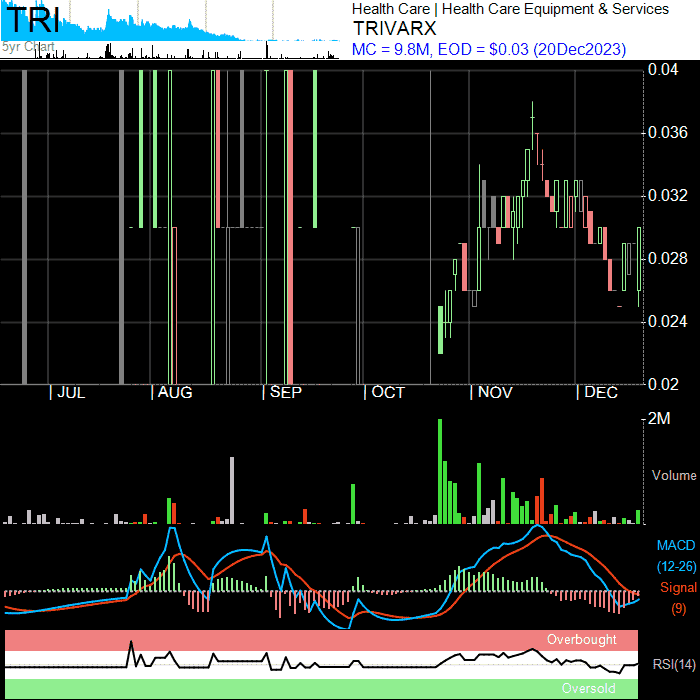 TRI
5yr Chart
Health Care | Health Care Equipment & Services
TRIVARX
MC = 9.8M, EOD = $0.03 (20Dec2023)
0.04
0.036
0.032
0.028
0.024
0.02
| JUL | AUG | SEP | OCT | NOV | DEC
2M
Volume
MACD
(12-26)
Signal
(9)
Overbought
RSI(14)
Oversold